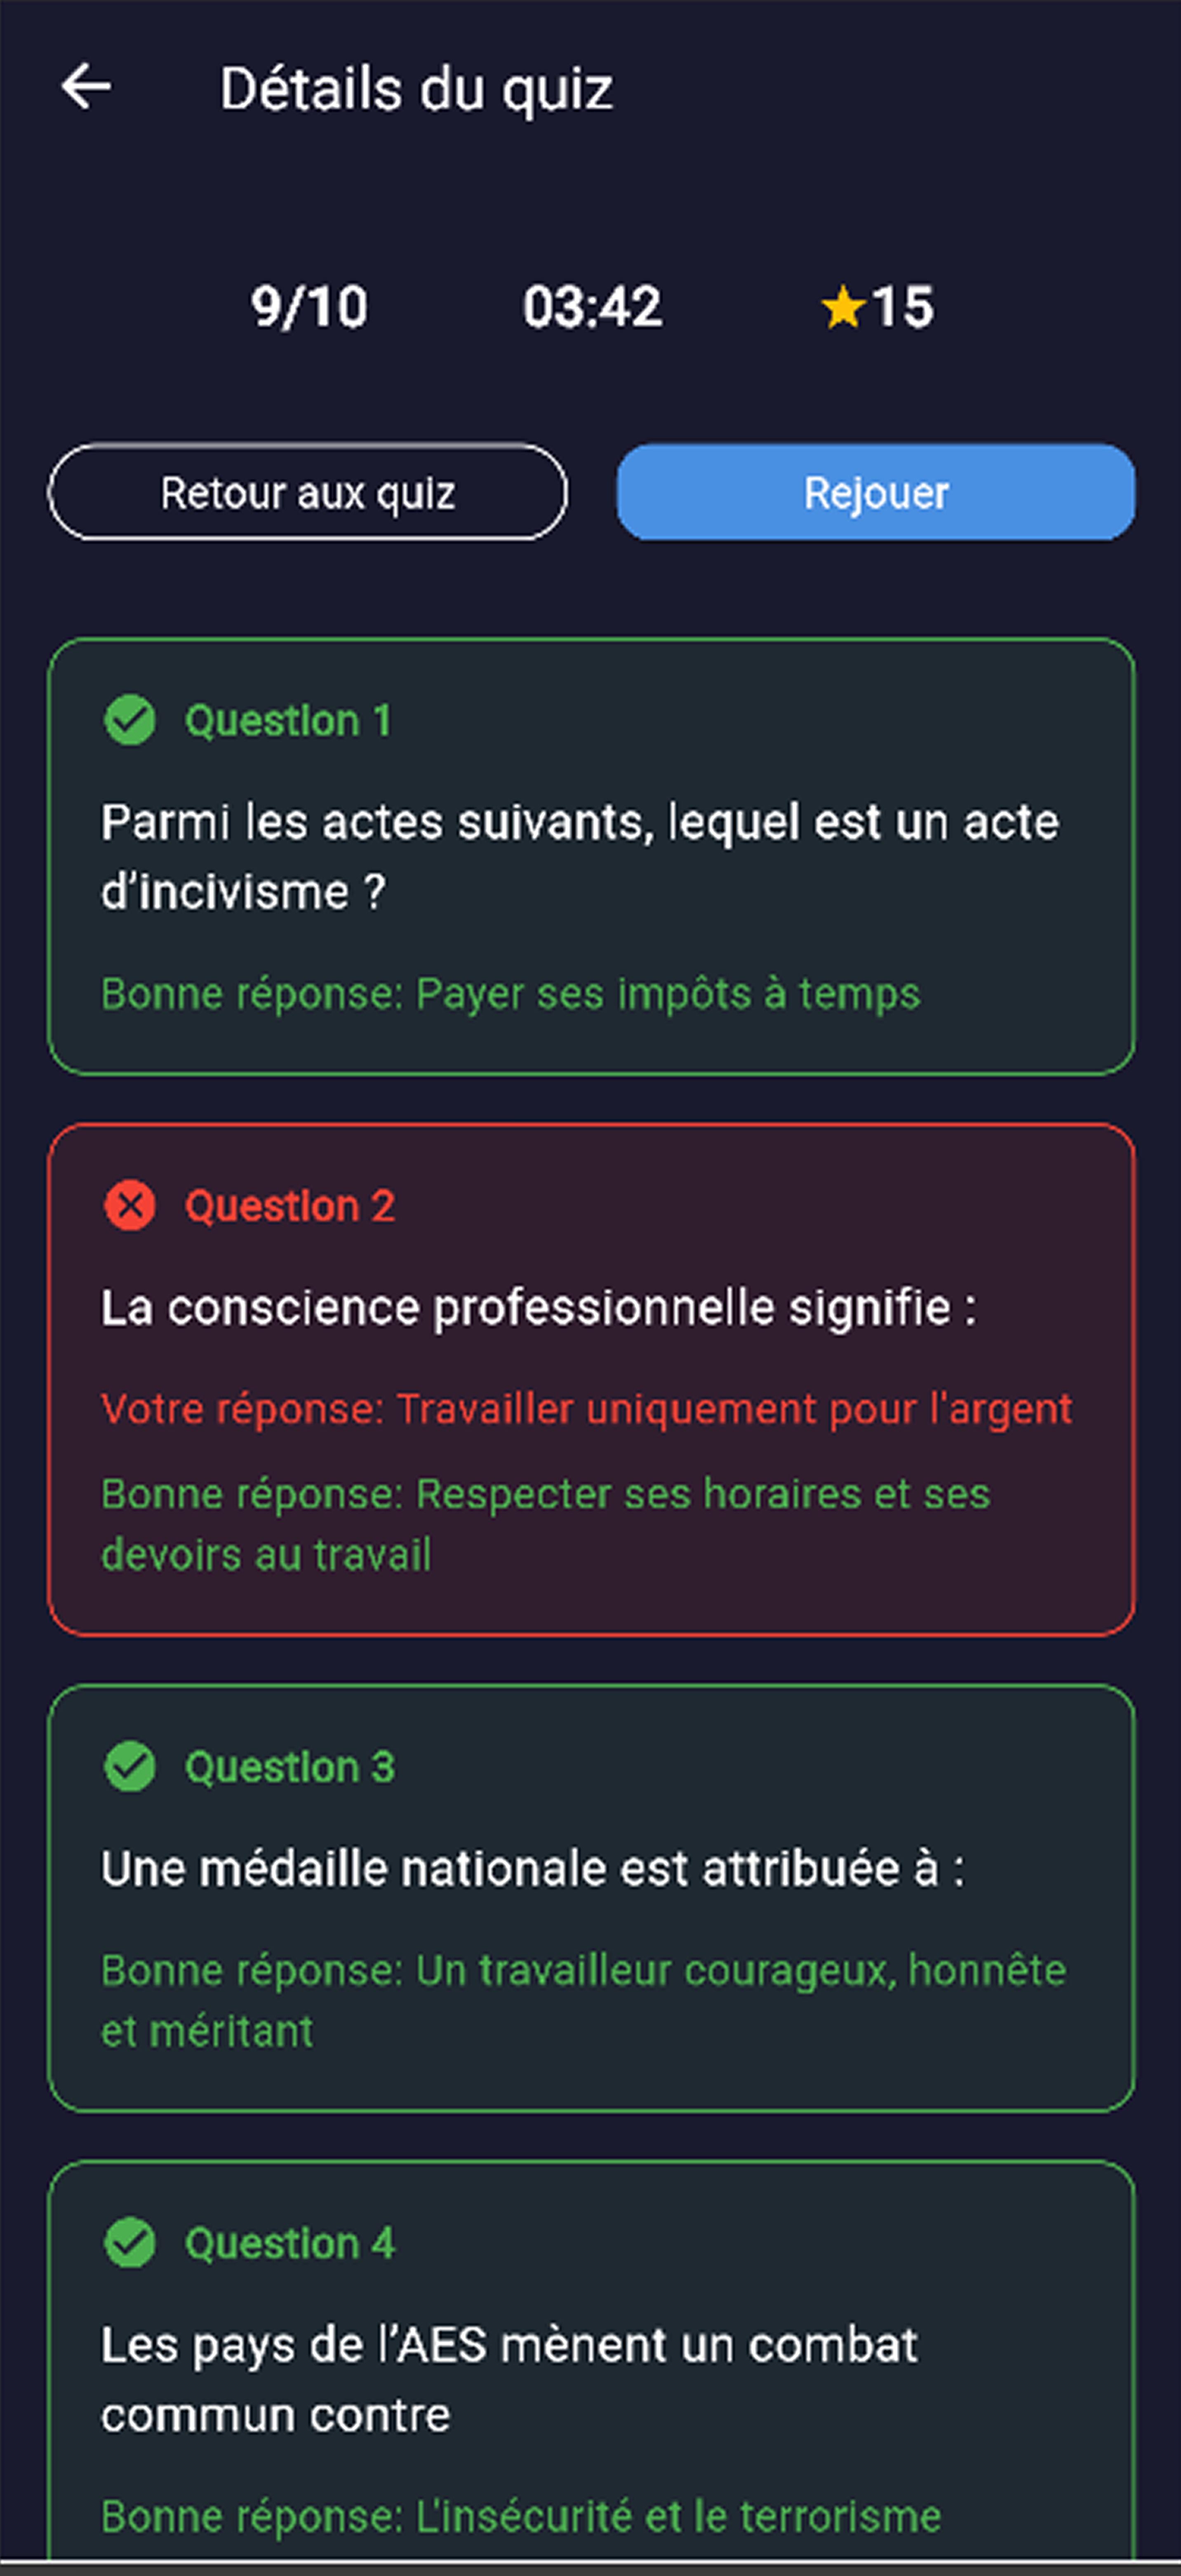 Détails du quiz
9/10 03:42 15
Retour aux quiz Rejouer
Question 1
Parmi les actes suivants, lequel est un acte
d’incivisme ?
Bonne réponse: Payer ses impôts à temps
Question 2
La conscience professionnelle signifie :
Votre réponse: Travailler uniquement pour l'argent
Bonne réponse: Respecter ses horaires et ses
devoirs au travail
Question 3
Une médaille nationale est attribuée à :
Bonne réponse: Un travailleur courageux, honnête
et méritant
Question 4
Les pays de l’AES mènent un combat
commun contre
Bonne réponse: L'insécurité et le terrorisme